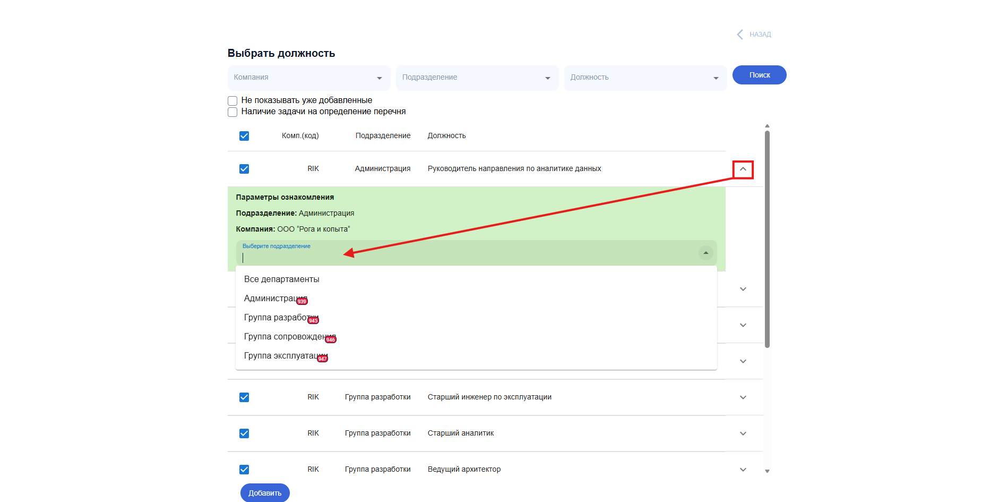 НАЗАД
Выбрать должность
Компания Подразделение Должность Поиск
Не показывать уже добавленные
Наличие задачи на определение перечня
Комп.(код) Подразделение Должность
RIK Администрация Руководитель направления по аналитике данных
Параметры ознакомления
Подразделение: Администрация
Компания: ООО "Рога и копыта"
Выберите подразделение
Все департаменты
Администрация 939
Группа разработки 945
Группа сопровождения 946
Группа эксплуатации 947
RIK Группа разработки Старший инженер по эксплуатации
RIK Группа разработки Старший аналитик
RIK Группа разработки Ведущий архитектор
Добавить